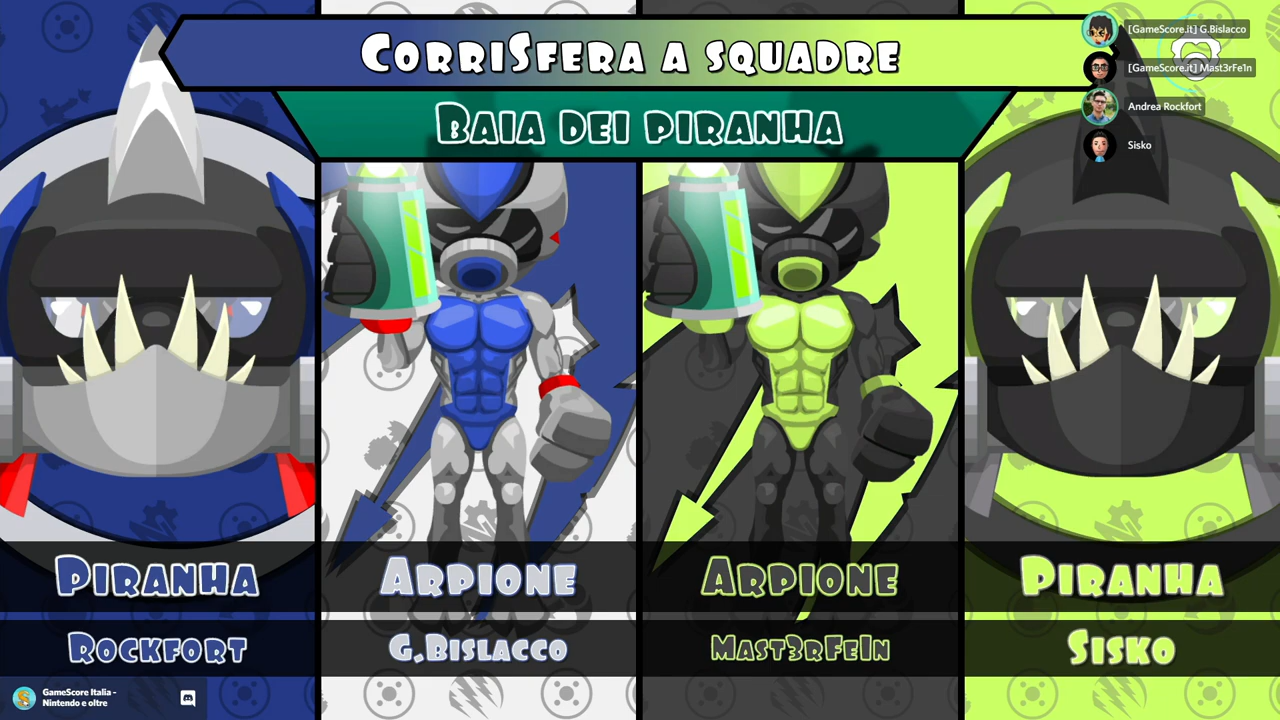 CorriSfera a squadre
Baia dei piranha
[GameScore.it] G.Bislacco
[GameScore.it] Mast3rFe1n
Andrea Rockfort
Sisko
Piranha
Arpione
Arpione
Piranha
Rockfort
G.Bislacco
Mast3rFe1n
Sisko
GameScore Italia -
Nintendo e oltre